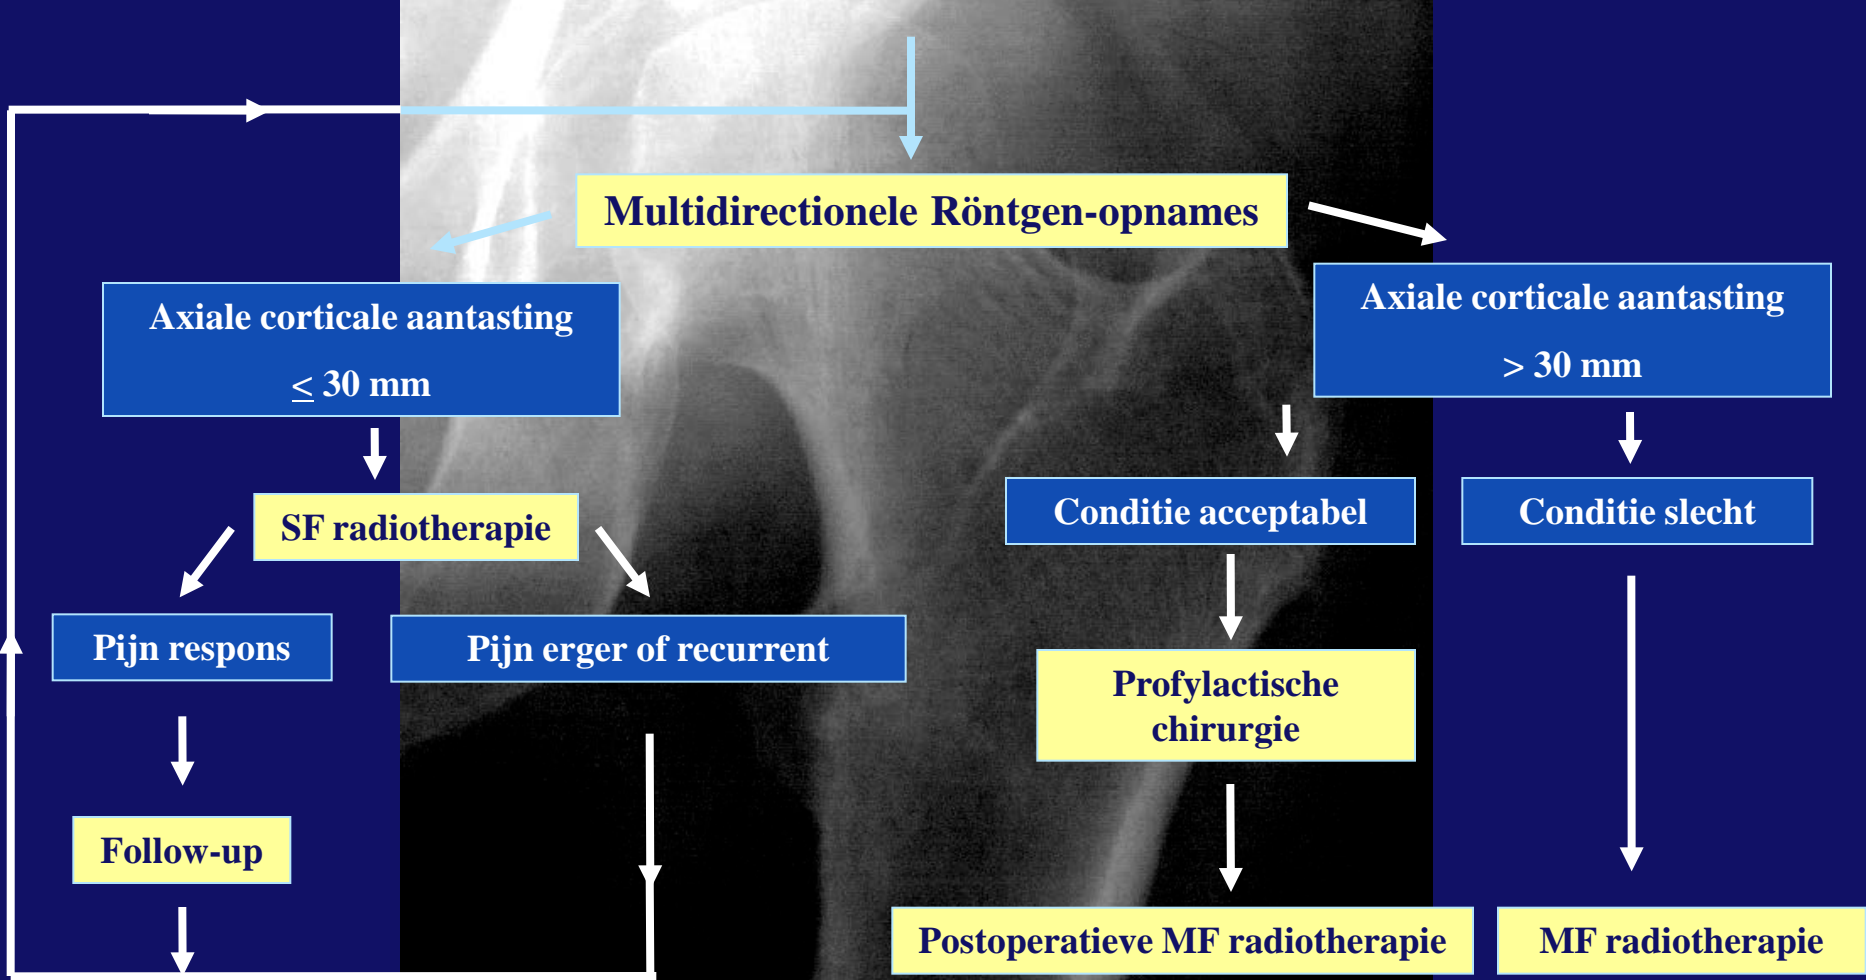 Multidirectionele Röntgen-opnames
Axiale corticale aantasting
≤ 30 mm
Axiale corticale aantasting
> 30 mm
SF radiotherapie
Conditie acceptabel
Conditie slecht
Pijn respons
Pijn erger of recurrent
Profylactische
chirurgie
Follow-up
Postoperatieve MF radiotherapie
MF radiotherapie